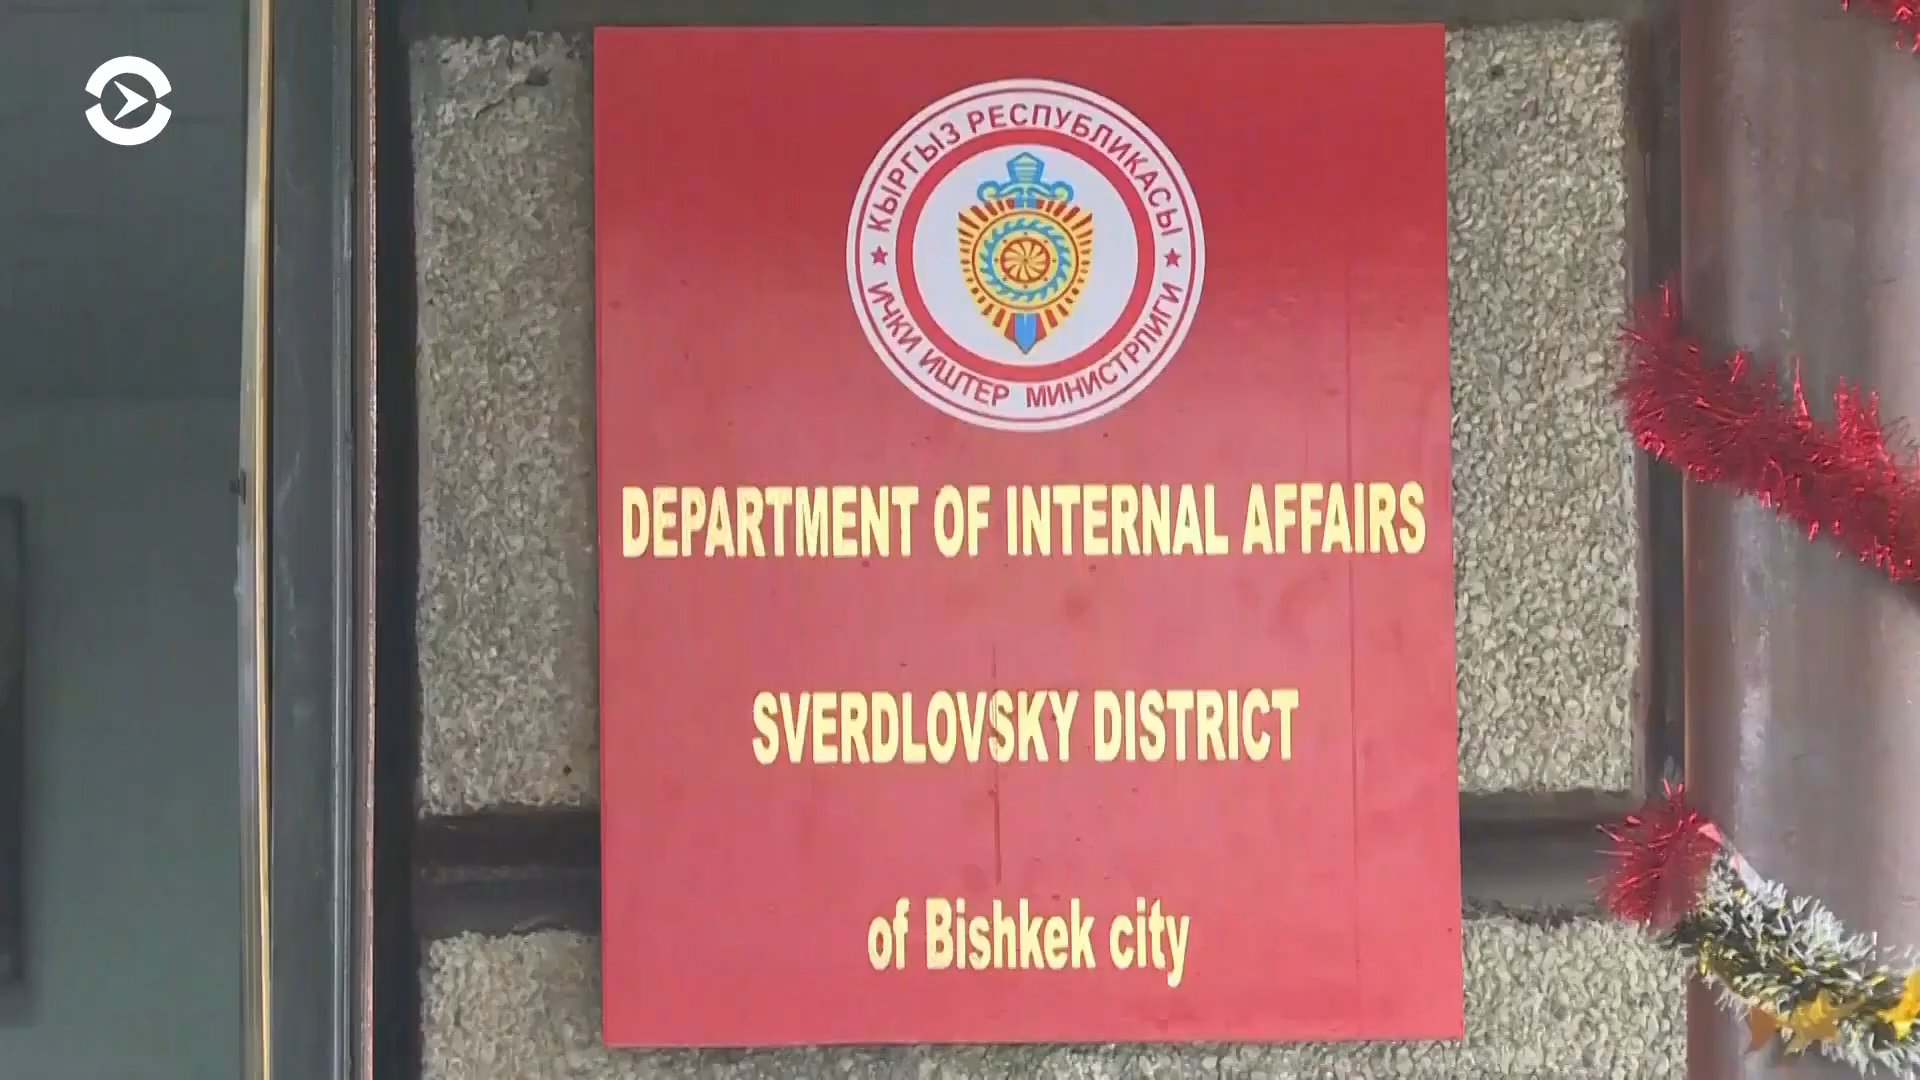 КЫРГЫЗ РЕСПУБЛИКАСЫ
ИЧКИ ИШТЕР МИНИСТРЛИГИ
DEPARTMENT OF INTERNAL AFFAIRS
SVERDLOVSKY DISTRICT
of Bishkek city